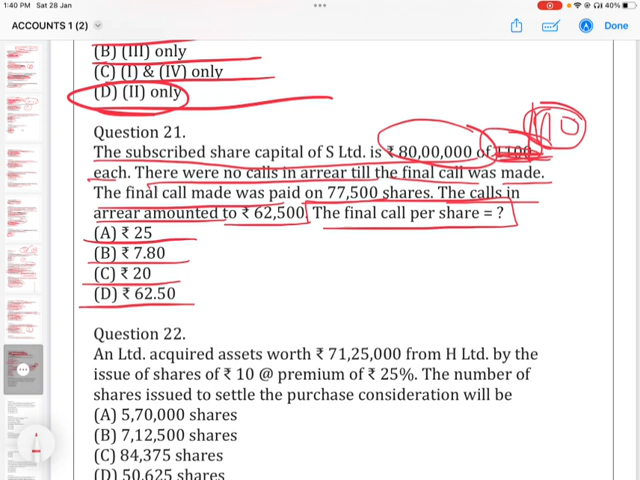 1:40 PM Sat 28 Jan
40%
ACCOUNTS 1 (2)
Done
(B) (III) only
(C) (I) & (IV) only
(D) (II) only
Question 21.
10
The subscribed share capital of S Ltd. is ₹ 80,00,000 of ₹ 100
each. There were no calls in arrear till the final call was made.
The final call made was paid on 77,500 shares. The calls in
arrear amounted to ₹ 62,500. The final call per share = ?
(A) ₹ 25
(B) ₹ 7.80
(C) ₹ 20
(D) ₹ 62.50
Question 22.
An Ltd. acquired assets worth ₹ 71,25,000 from H Ltd. by the
issue of shares of ₹ 10 @ premium of ₹ 25%. The number of
shares issued to settle the purchase consideration will be
(A) 5,70,000 shares
(B) 7,12,500 shares
(C) 84,375 shares
(D) 50,625 shares